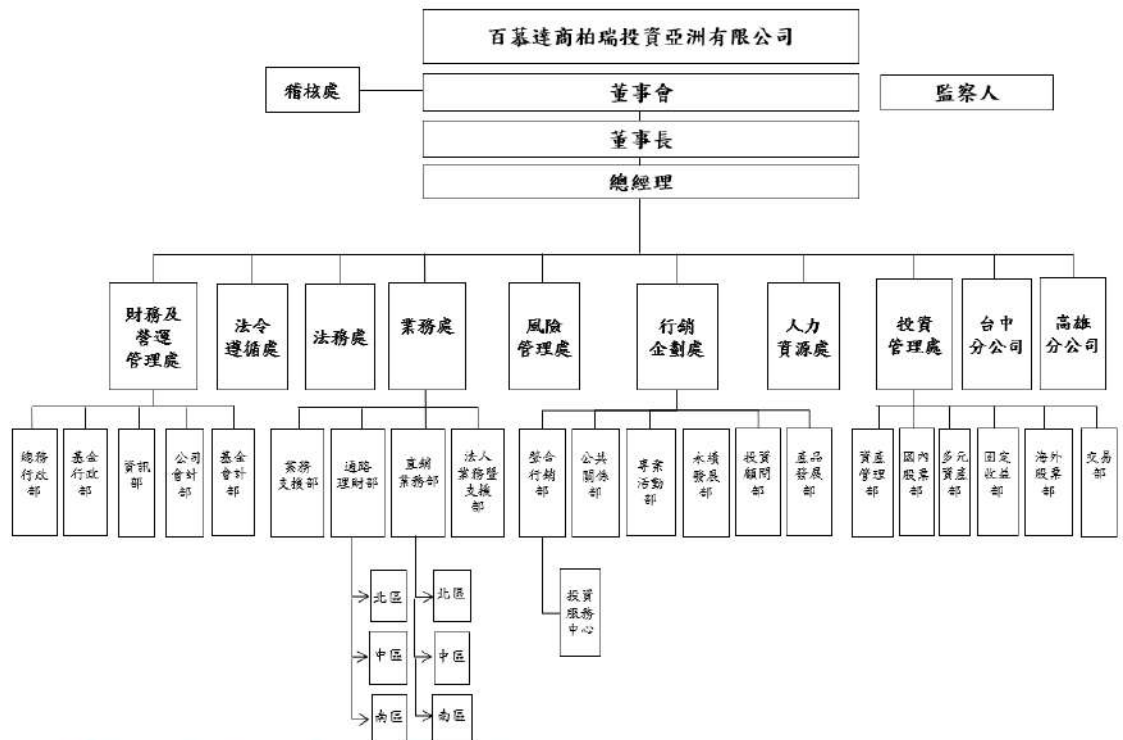 百慕達商柏瑞投資亞洲有限公司
稽核處
董事會
監察人
董事長
總經理
財務及
營運
管理處
法令
遵循處
法務處
業務處
風險
管理處
行銷
企劃處
人力
資源處
投資
管理處
台中
分公司
高雄
分公司
總務
行政
部
基金
行政
部
資訊
部
公司
會計
部
基金
會計
部
業務
支援部
通路
理財部
直銷
業務部
法人
業務暨
支援
部
整合
行銷
部
公共
關係
部
專案
活動
部
永續
發展
部
投資
顧問
部
產品
發展
部
資產
管理
部
國內
股票
部
多元
資產
部
固定
收益
部
海外
股票
部
交易
部
北區
北區
投資
服務
中心
中區
中區
南區
南區